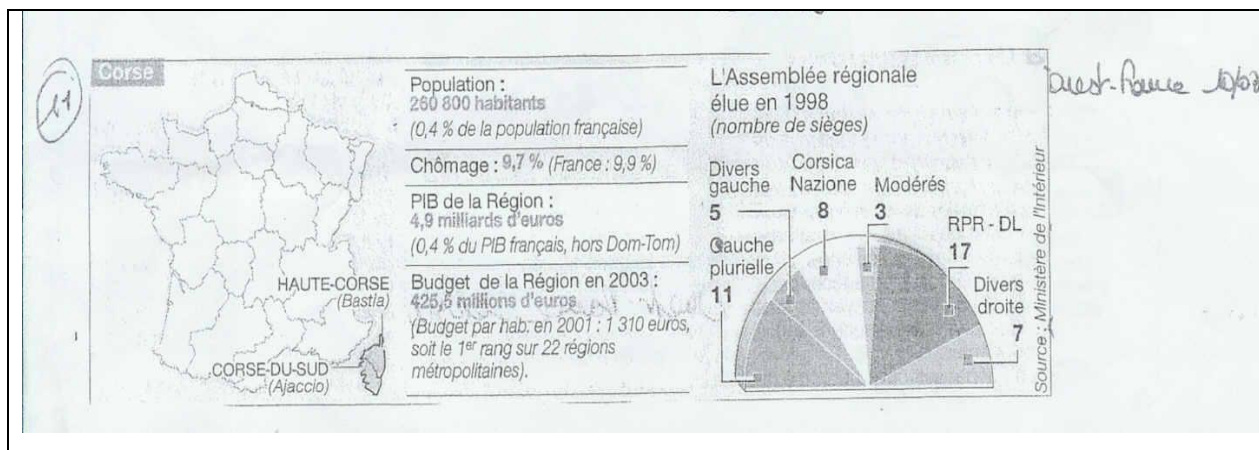 11
Corse
HAUTE-CORSE
(Bastia)
CORSE-DU-SUD
(Ajaccio)
Population :
260 800 habitants
(0,4 % de la population française)
Chômage : 9,7 % (France : 9,9 %)
PIB de la Région :
4,9 milliards d'euros
(0,4 % du PIB français, hors Dom-Tom)
Budget de la Région en 2003 :
425,5 millions d'euros
(Budget par hab. en 2001 : 1 310 euros,
soit le 1er rang sur 22 régions
métropolitaines).
L'Assemblée régionale
élue en 1998
(nombre de sièges)
Divers
gauche
5
Corsica
Nazione
8
Modérés
3
RPR - DL
17
Gauche
plurielle
11
Divers
droite
7
Source : Ministère de l'Intérieur
Ouest-France